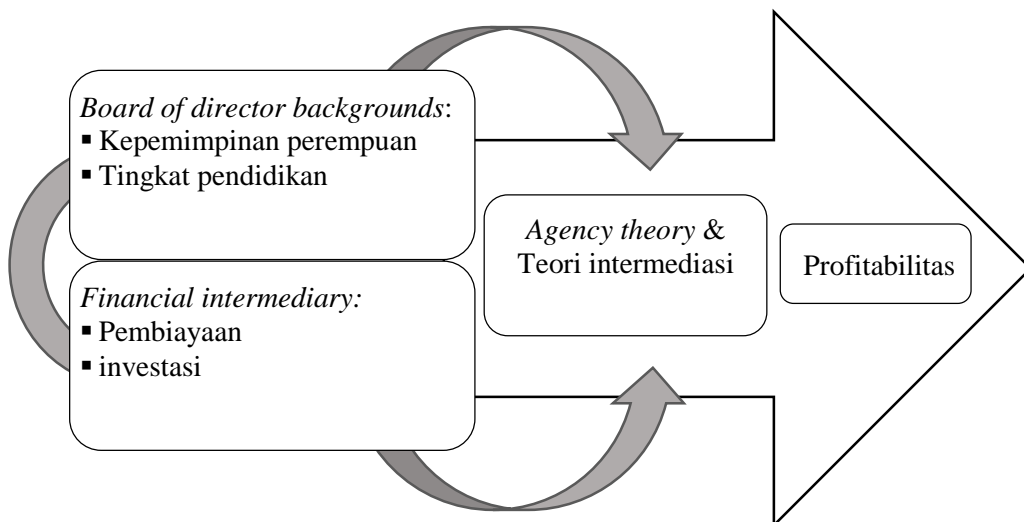 Board of director backgrounds:
▪ Kepemimpinan perempuan
▪ Tingkat pendidikan
Financial intermediary:
▪ Pembiayaan
▪ investasi
Agency theory &
Teori intermediasi
Profitabilitas